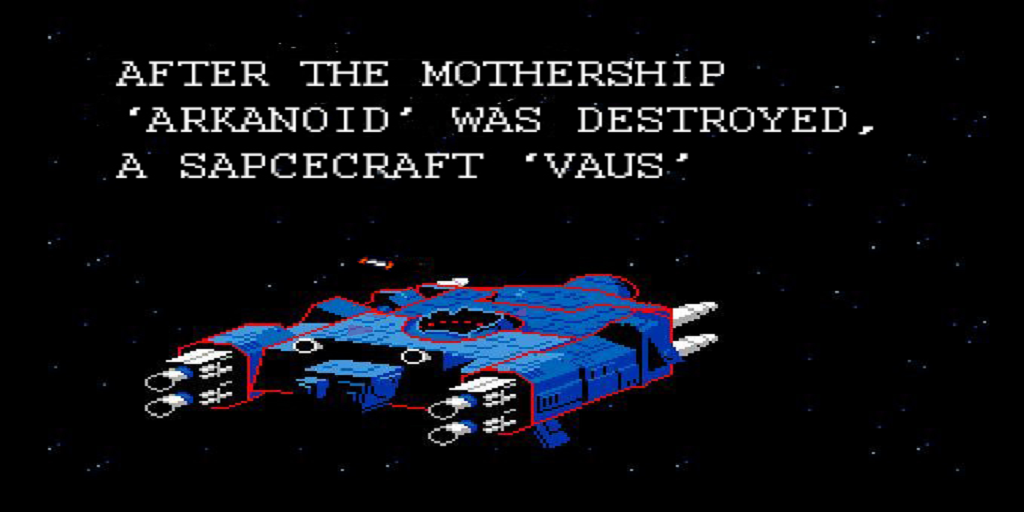 AFTER THE MOTHERSHIP
'ARKANOID' WAS DESTROYED,
A SAPCECRAFT 'VAUS'